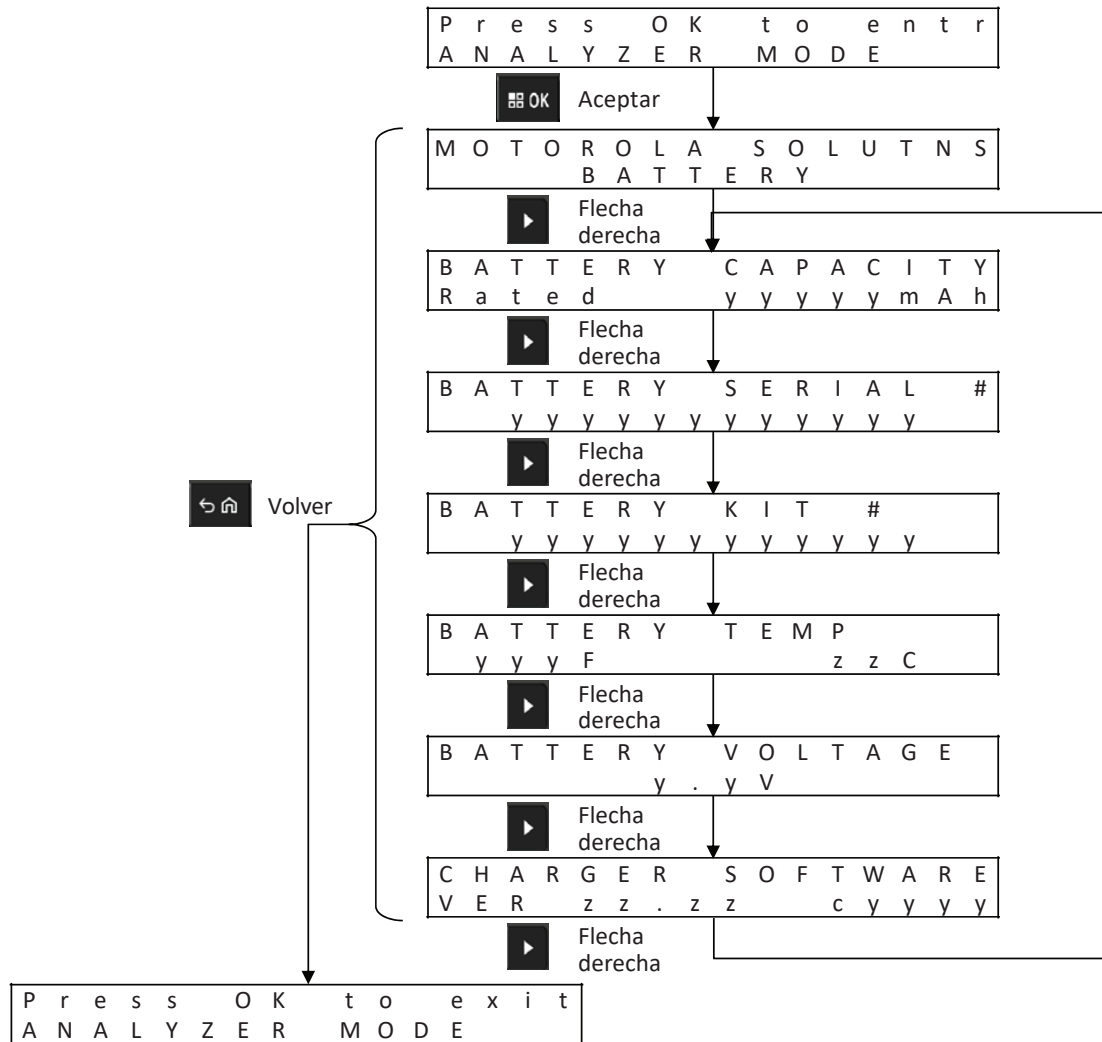 Press OK to entr
ANALYZER MODE
OK
Aceptar
MOTOROLA SOLUTNS
BATTERY
Flecha
derecha
BATTERY CAPACITY
Rated yyyyymAh
Flecha
derecha
BATTERY SERIAL #
yyyyyyyyyyyy
Flecha
derecha
Volver
BATTERY KIT #
yyyyyyyyyyyy
Flecha
derecha
BATTERY TEMP
yyyF zzC
Flecha
derecha
BATTERY VOLTAGE
y.yV
Flecha
derecha
CHARGER SOFTWARE
VER zz.zz cyyyy
Flecha
derecha
Press OK to exit
ANALYZER MODE